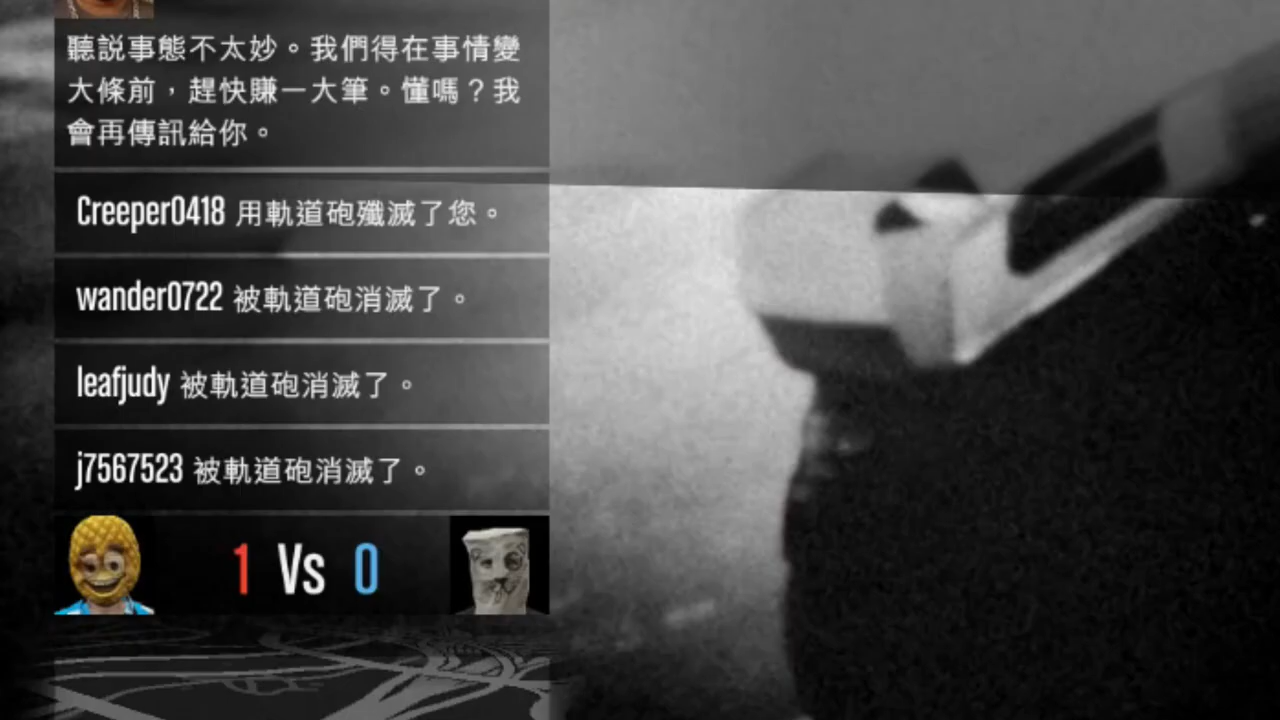 聽説事態不太妙。我們得在事情變
大條前，趕快賺一大筆。懂嗎？我
會再傳訊給你。
Creeper0418 用軌道砲殲滅了您。
wander0722 被軌道砲消滅了。
leafjudy 被軌道砲消滅了。
j7567523 被軌道砲消滅了。
1 Vs 0